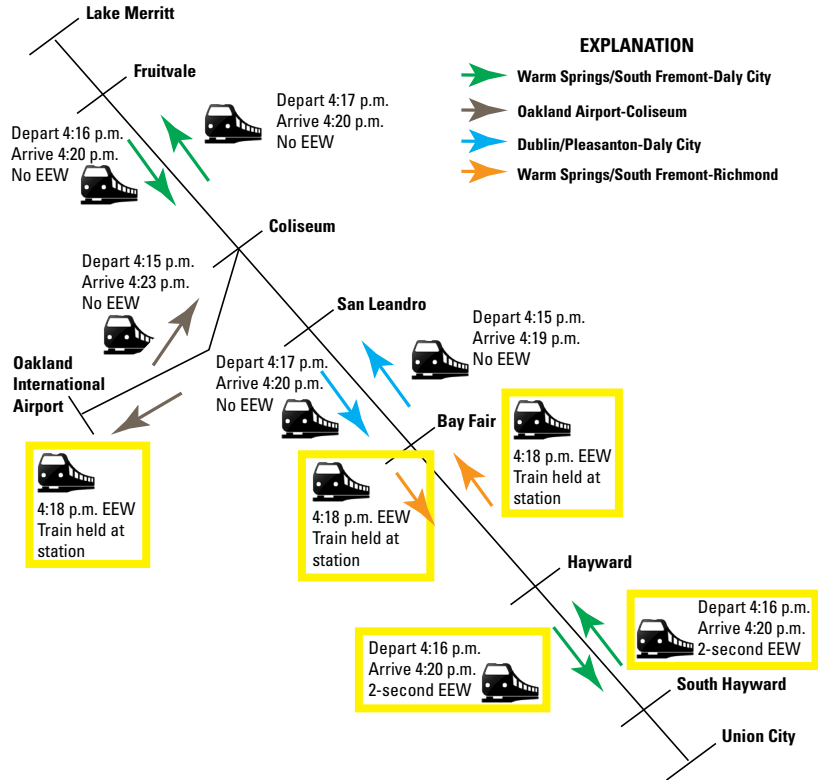 Lake Merritt
EXPLANATION
Warm Springs/South Fremont-Daly City
Oakland Airport-Coliseum
Dublin/Pleasanton-Daly City
Warm Springs/South Fremont-Richmond
Fruitvale
Depart 4:17 p.m.
Arrive 4:20 p.m.
No EEW
Depart 4:16 p.m.
Arrive 4:20 p.m.
No EEW
Coliseum
Depart 4:15 p.m.
Arrive 4:23 p.m.
No EEW
San Leandro
Depart 4:15 p.m.
Arrive 4:19 p.m.
No EEW
Oakland
International
Airport
Depart 4:17 p.m.
Arrive 4:20 p.m.
No EEW
Bay Fair
4:18 p.m. EEW
Train held at
station
4:18 p.m. EEW
Train held at
station
4:18 p.m. EEW
Train held at
station
Hayward
Depart 4:16 p.m.
Arrive 4:20 p.m.
2-second EEW
Depart 4:16 p.m.
Arrive 4:20 p.m.
2-second EEW
South Hayward
Union City